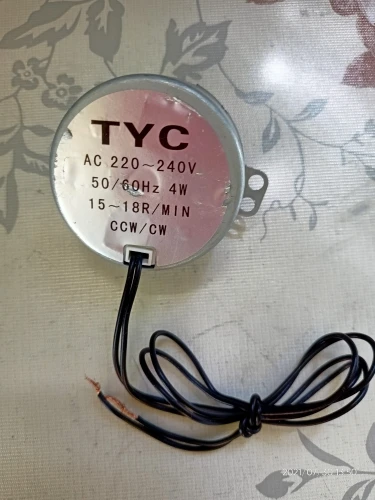 TYC
AC 220~240V
50/60Hz 4W
15~18R/MIN
CCW/CW